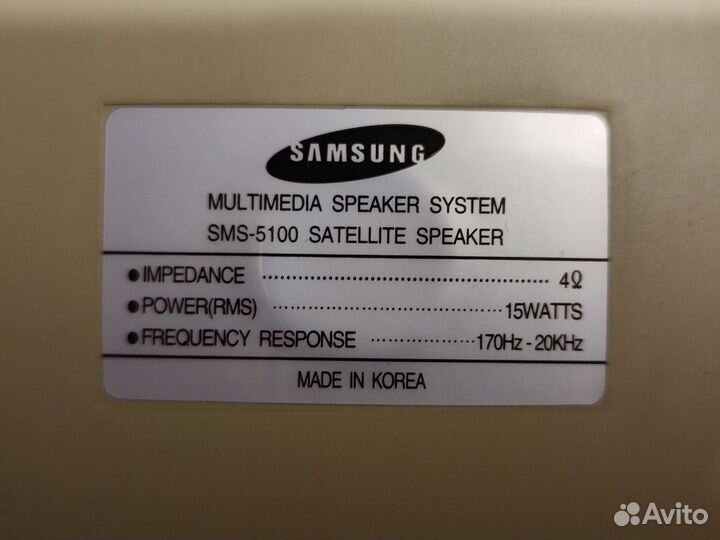 SAMSUNG
MULTIMEDIA SPEAKER SYSTEM
SMS-5100 SATELLITE SPEAKER
●IMPEDANCE ........................................................ 4Ω
●POWER(RMS) ........................................ 15WATTS
●FREQUENCY RESPONSE .................... 170Hz-20KHz
MADE IN KOREA
Avito